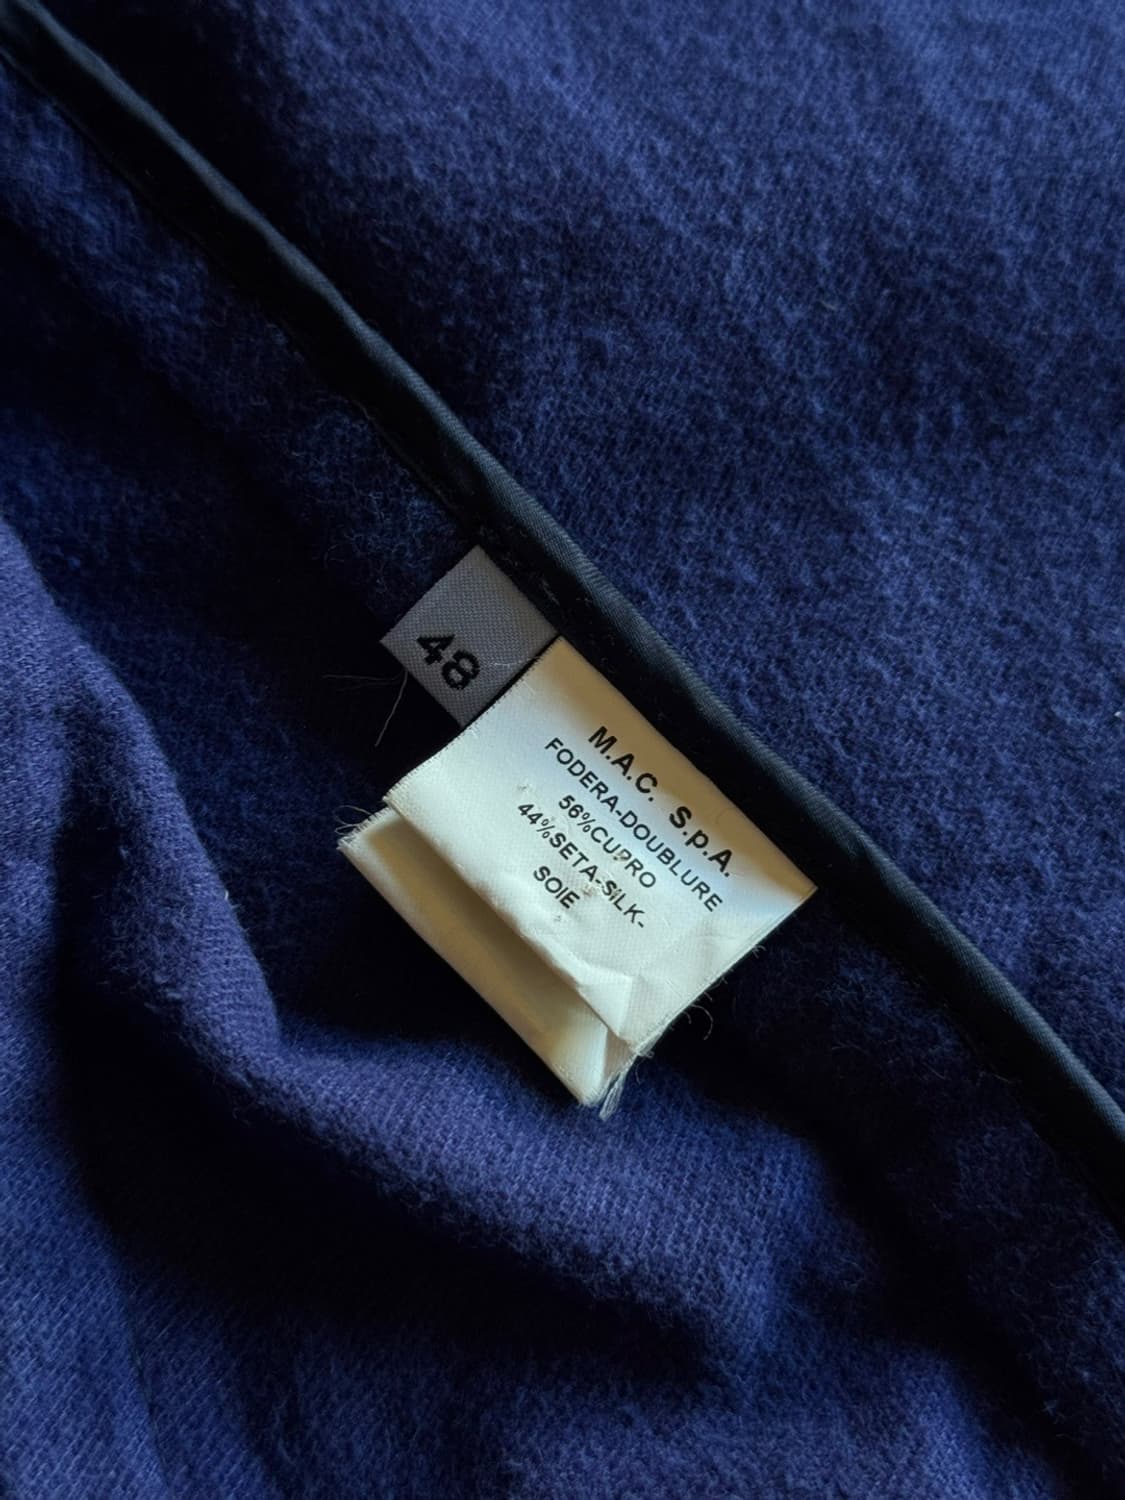 48
M.A.C. S.p.A.
FODERA-DOUBLURE
56%CUPRO
44%SETA-SILK-
SOIE